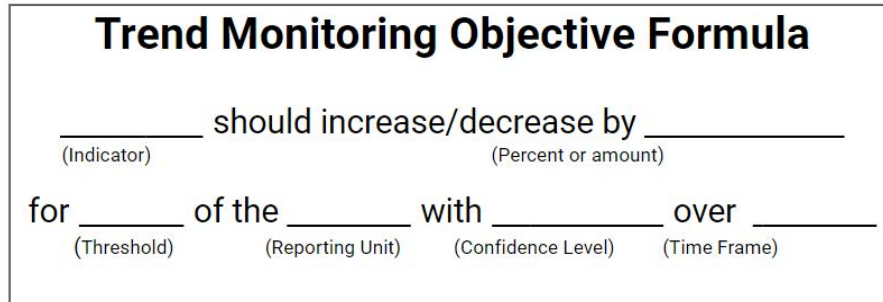 Trend Monitoring Objective Formula
________ should increase/decrease by ___________
(Indicator) (Percent or amount)
for ______ of the _______ with __________ over _______
(Threshold) (Reporting Unit) (Confidence Level) (Time Frame)